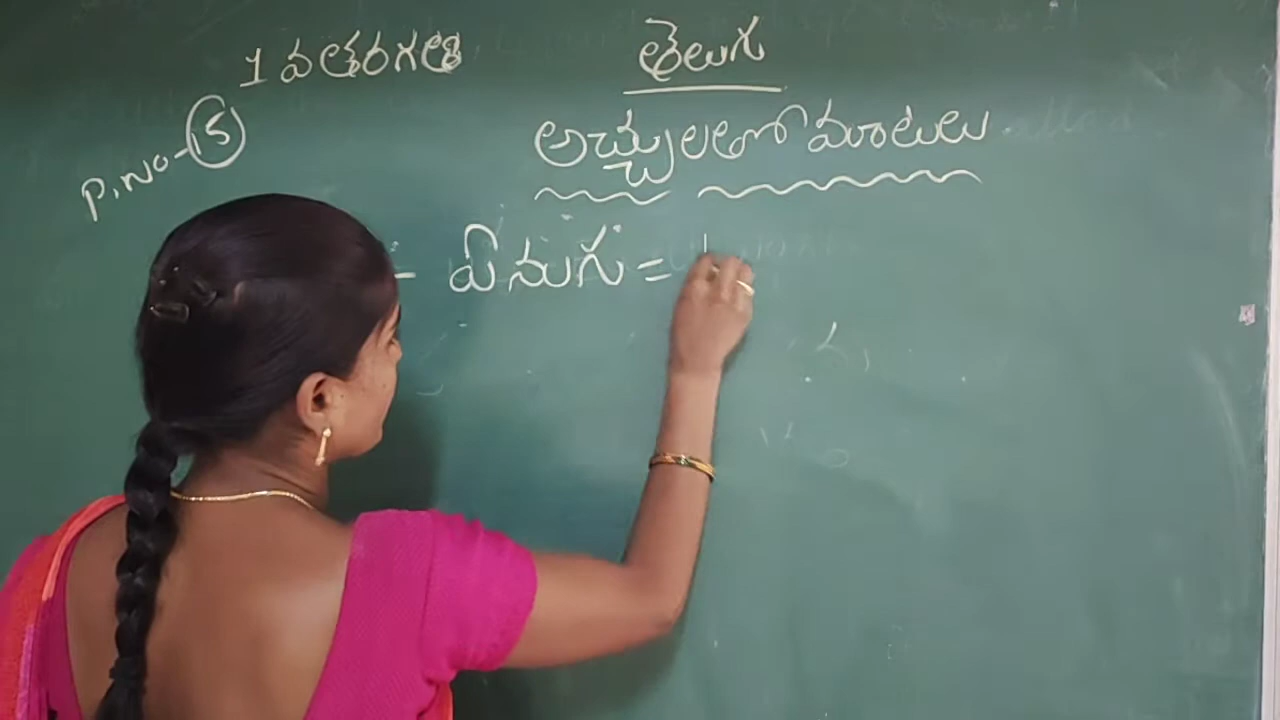 1 వ తరగతి
తెలుగు
P.No-15
అచ్చులతో మాటలు
- ఏనుగు =